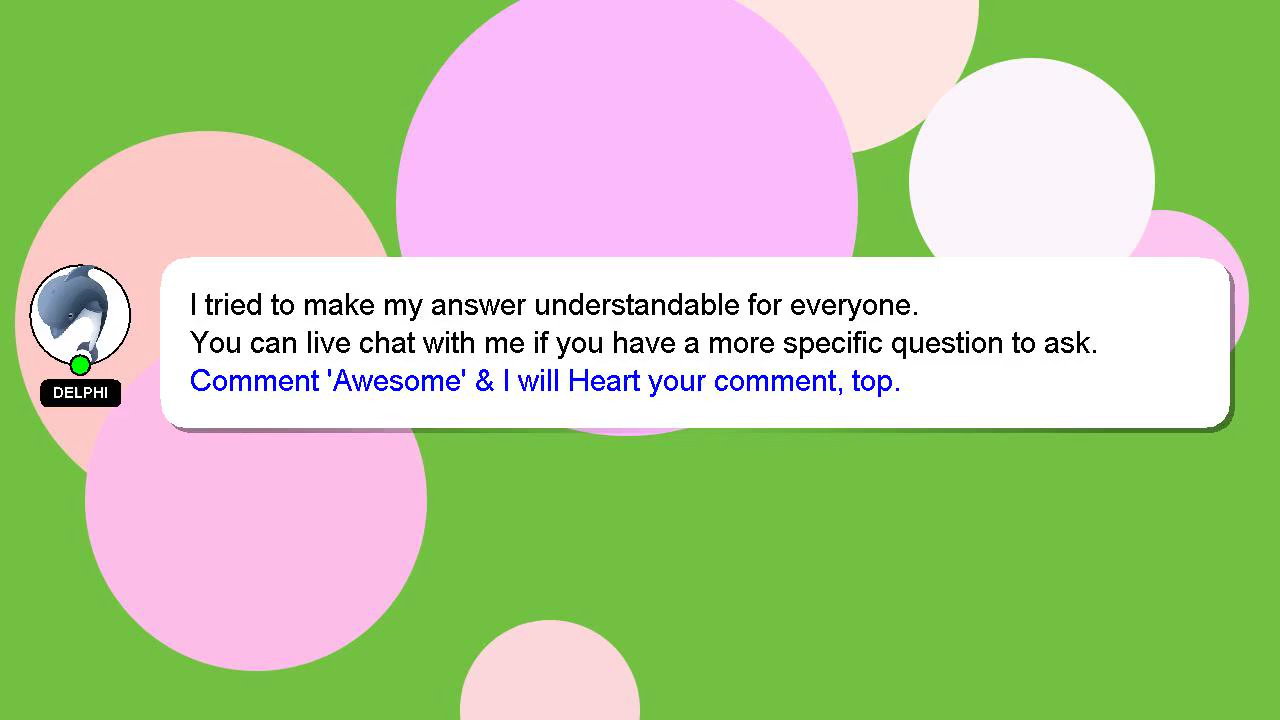 I tried to make my answer understandable for everyone.
You can live chat with me if you have a more specific question to ask.
Comment 'Awesome' & I will Heart your comment, top.
DELPHI